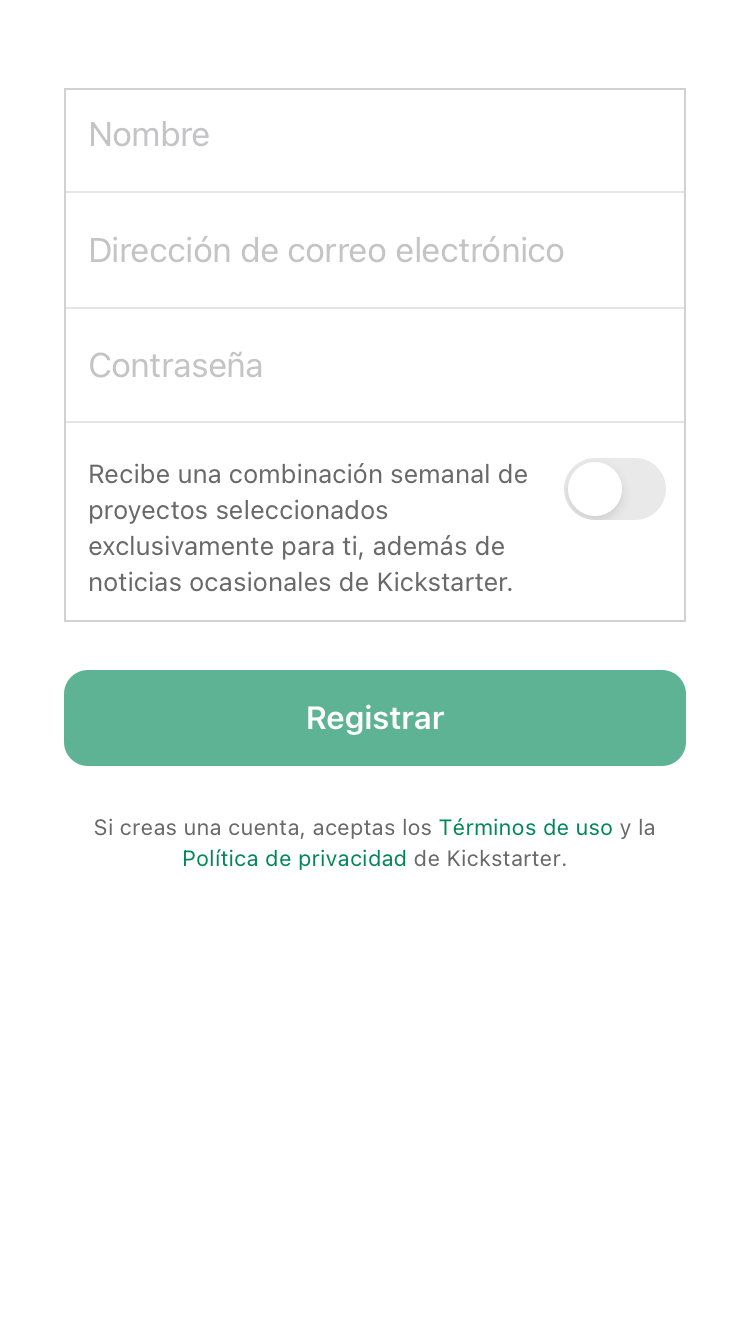 Nombre
Dirección de correo electrónico
Contraseña
Recibe una combinación semanal de
proyectos seleccionados
exclusivamente para ti, además de
noticias ocasionales de Kickstarter.
Registrar
Si creas una cuenta, aceptas los Términos de uso y la
Política de privacidad de Kickstarter.